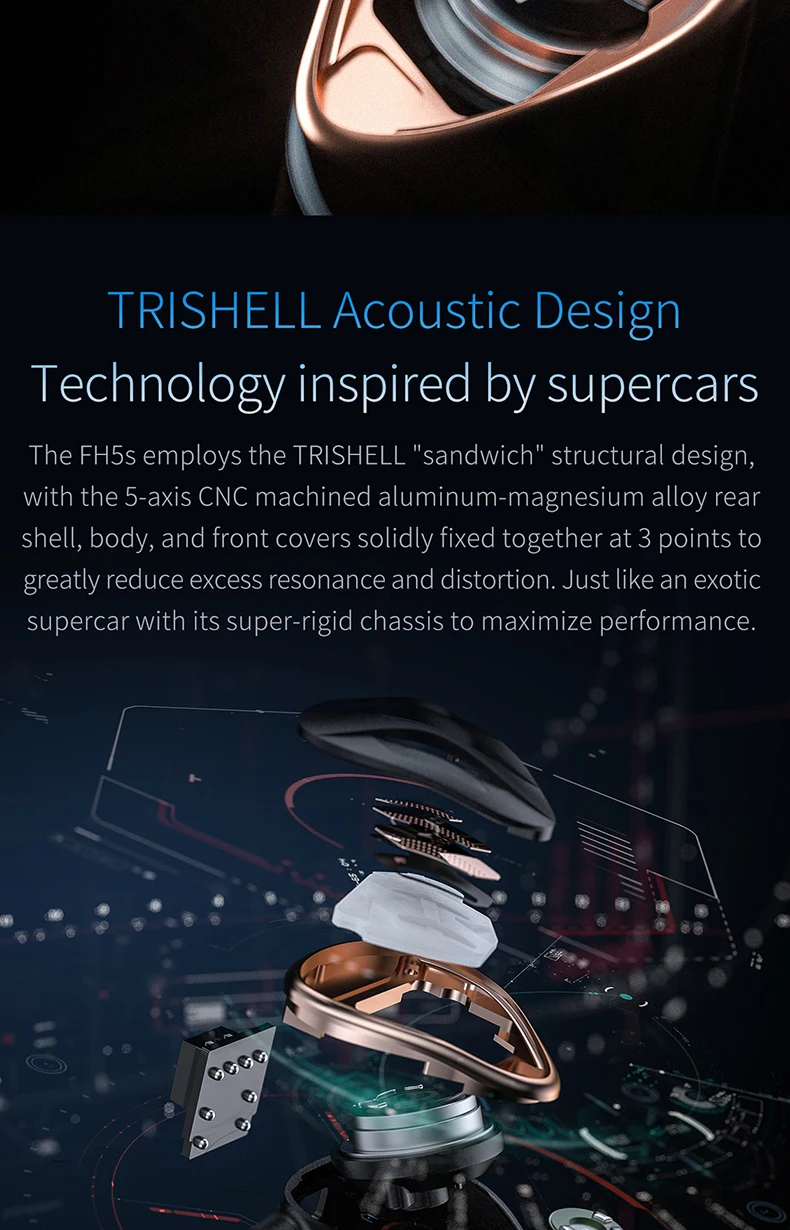 TRISHELL Acoustic Design
Technology inspired by supercars
The FH5s employs the TRISHELL "sandwich" structural design,
with the 5-axis CNC machined aluminum-magnesium alloy rear
shell, body, and front covers solidly fixed together at 3 points to
greatly reduce excess resonance and distortion. Just like an exotic
supercar with its super-rigid chassis to maximize performance.